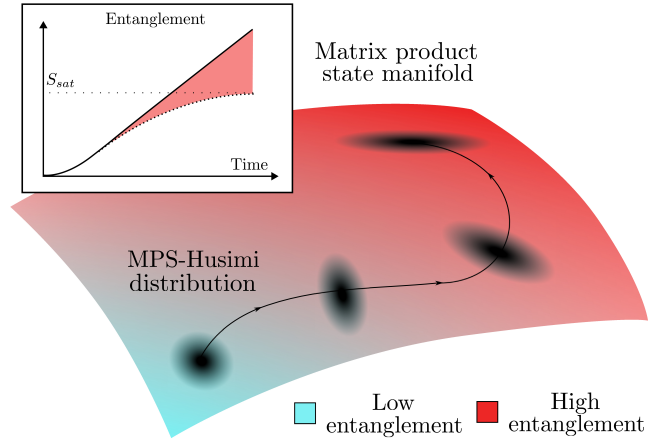 Entanglement
S_sat
Time
Matrix product
state manifold
MPS-Husimi
distribution
Low
entanglement
High
entanglement